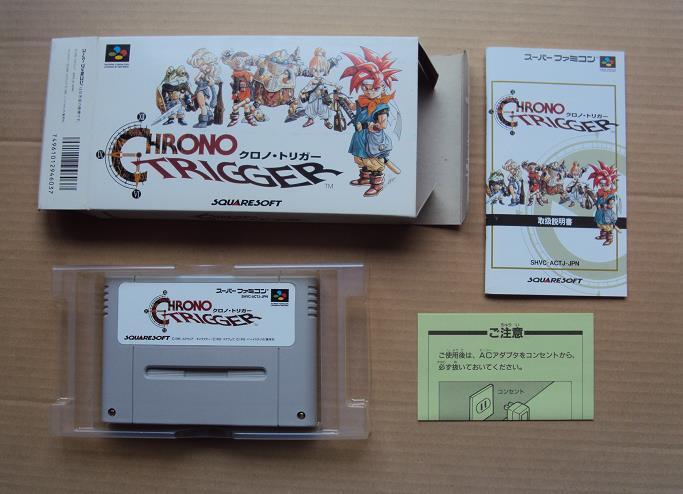 スーパーファミコン
4961012946037
CHRONO
TRIGGER
クロノ・トリガー
TM
SQUARESOFT
CHRONO
スーパーファミコン
CHRONO
TRIGGER
クロノ・トリガー
取扱説明書
SHVC-ACTJ-JPN
SQUARESOFT
スーパーファミコン
SHVC-ACTJ-JPN
CHRONO
TRIGGER
クロノ・トリガー
SQUARESOFT
ご注意
ご使用後は、ACアダプタをコンセントから、
必ず抜いておいてください。
コンセント